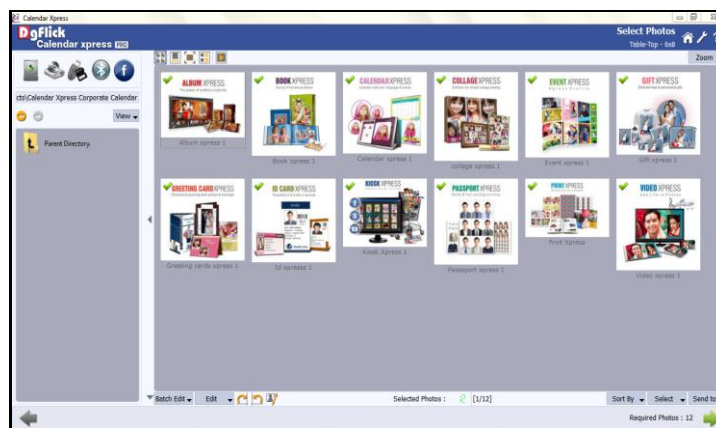 Calendar Xpress
DgFlick
Calendar xpress PRO
Select Photos
Table-Top - 6x8
Zoom
cts\Calendar Xpress Corporate Calendar
View
Parent Directory.
ALBUM XPRESS
Album xpress 1
BOOK XPRESS
Book xpress 1
CALENDAR XPRESS
Calendar xpress 1
COLLAGE XPRESS
collage xpress 1
EVENT XPRESS
Event xpress 1
GIFT XPRESS
Gift xpress 1
GREETING CARD XPRESS
Greeting cards xpress 1
ID CARD XPRESS
Id xpresss 1
KIOSK XPRESS
Kiosk Xpress 1
PASSPORT XPRESS
Passport xpress 1
PRINT XPRESS
Print Xpress
VIDEO XPRESS
Video xpress 1
Batch Edit
Edit
Selected Photos :
[1/12]
Sort By
Select
Send to
Required Photos : 12